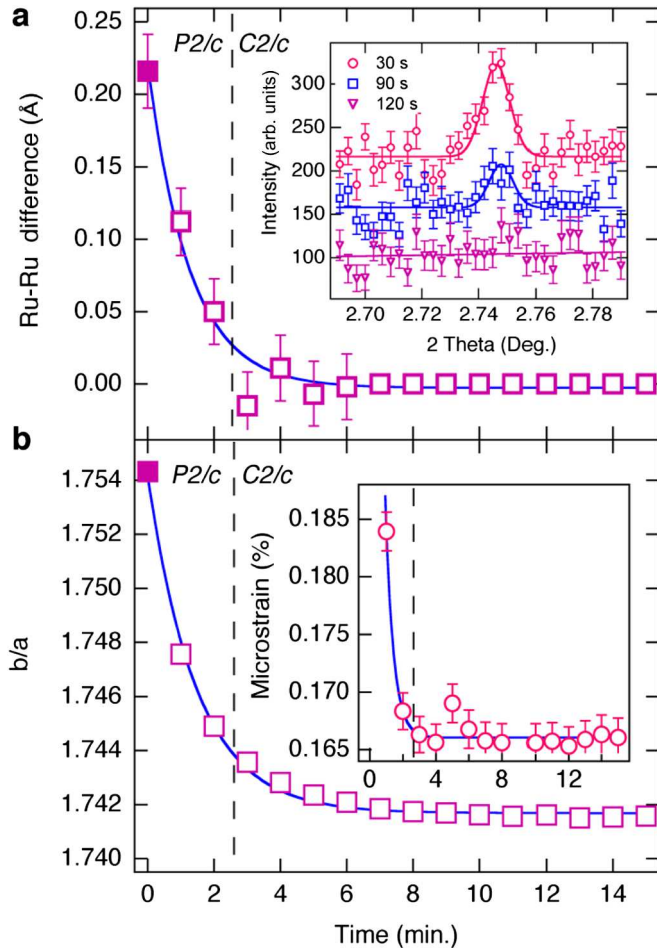 a
P2/c C2/c
Ru-Ru difference (Å)
0.25
0.20
0.15
0.10
0.05
0.00
Intensity (arb. units)
300
250
200
150
100
30 s
90 s
120 s
2.70 2.72 2.74 2.76 2.78
2 Theta (Deg.)
b
P2/c C2/c
b/a
1.754
1.752
1.750
1.748
1.746
1.744
1.742
1.740
Microstrain (%)
0.185
0.180
0.175
0.170
0.165
0 4 8 12
0 2 4 6 8 10 12 14
Time (min.)